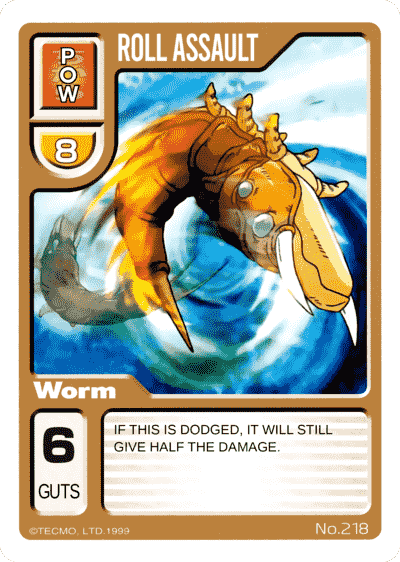 POW
ROLL ASSAULT
8
Worm
6
GUTS
IF THIS IS DODGED, IT WILL STILL
GIVE HALF THE DAMAGE.
©TECMO, LTD.1999
No.218